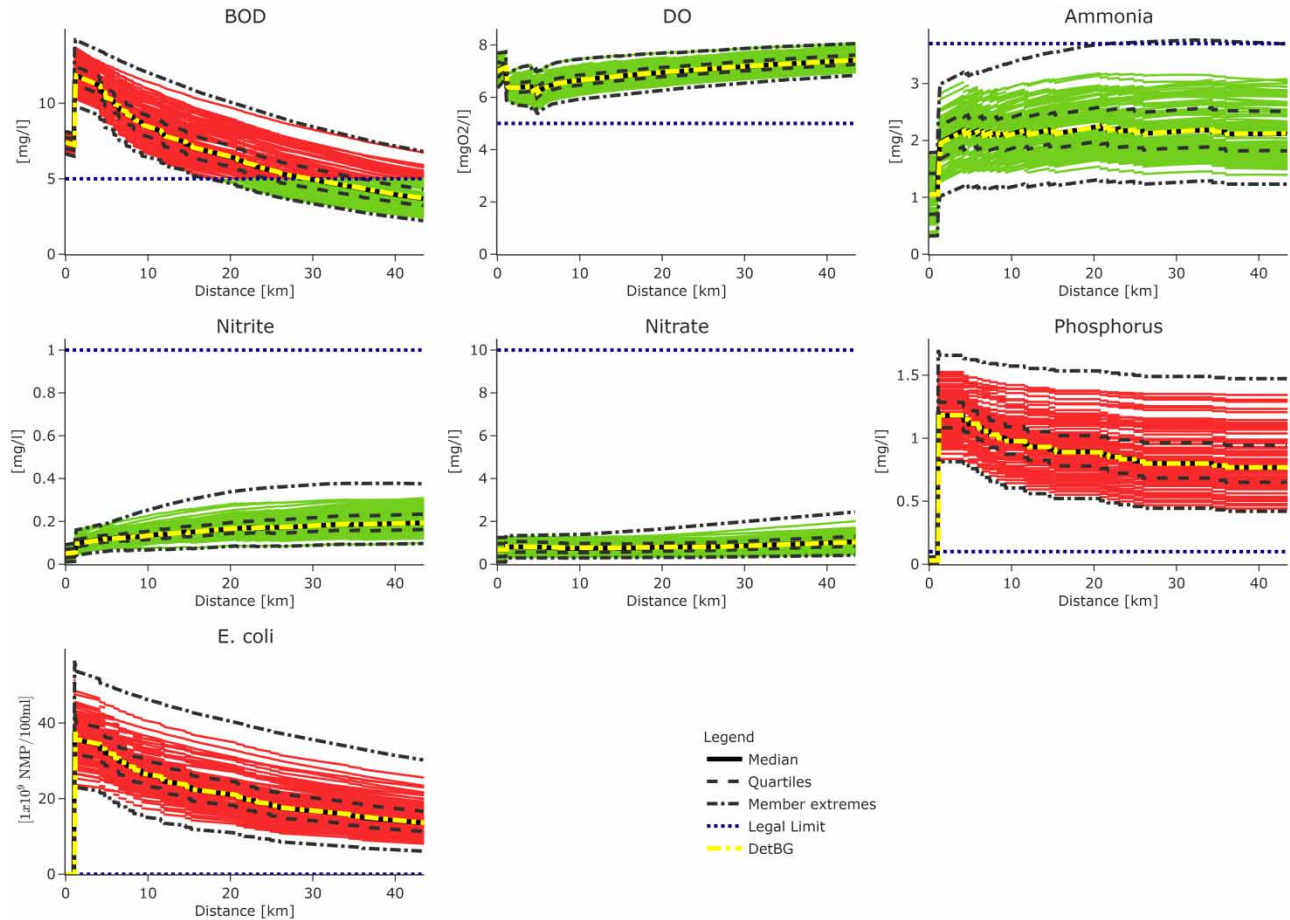 BOD
DO
Ammonia
10
5
0
[mg/l]
0 10 20 30 40
Distance [km]
8
6
4
2
0
[mgO2/l]
0 10 20 30 40
Distance [km]
3
2
1
0
[mg/l]
0 10 20 30 40
Distance [km]
Nitrite
Nitrate
Phosphorus
1
0.8
0.6
0.4
0.2
0
[mg/l]
0 10 20 30 40
Distance [km]
10
8
6
4
2
0
[mg/l]
0 10 20 30 40
Distance [km]
1.5
1
0.5
0
[mg/l]
0 10 20 30 40
Distance [km]
E. coli
40
20
0
[1x10⁹ NMP/100ml]
0 10 20 30 40
Distance [km]
Legend
Median
Quartiles
Member extremes
Legal Limit
DetBG